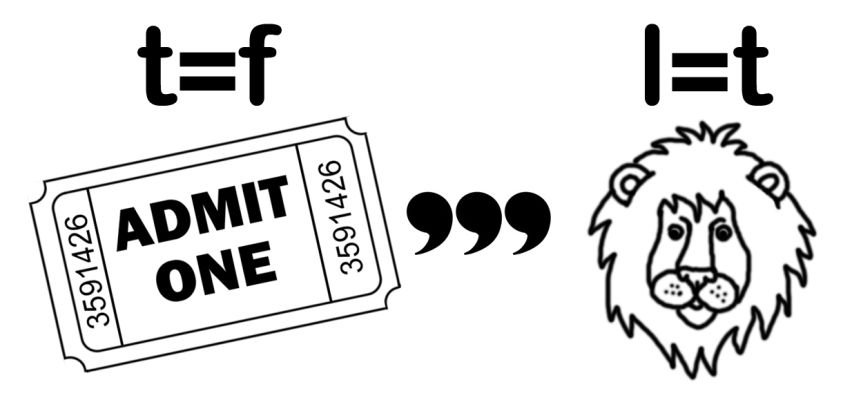 t=f
l=t
ADMIT
ONE
3591426
3591426
,,,